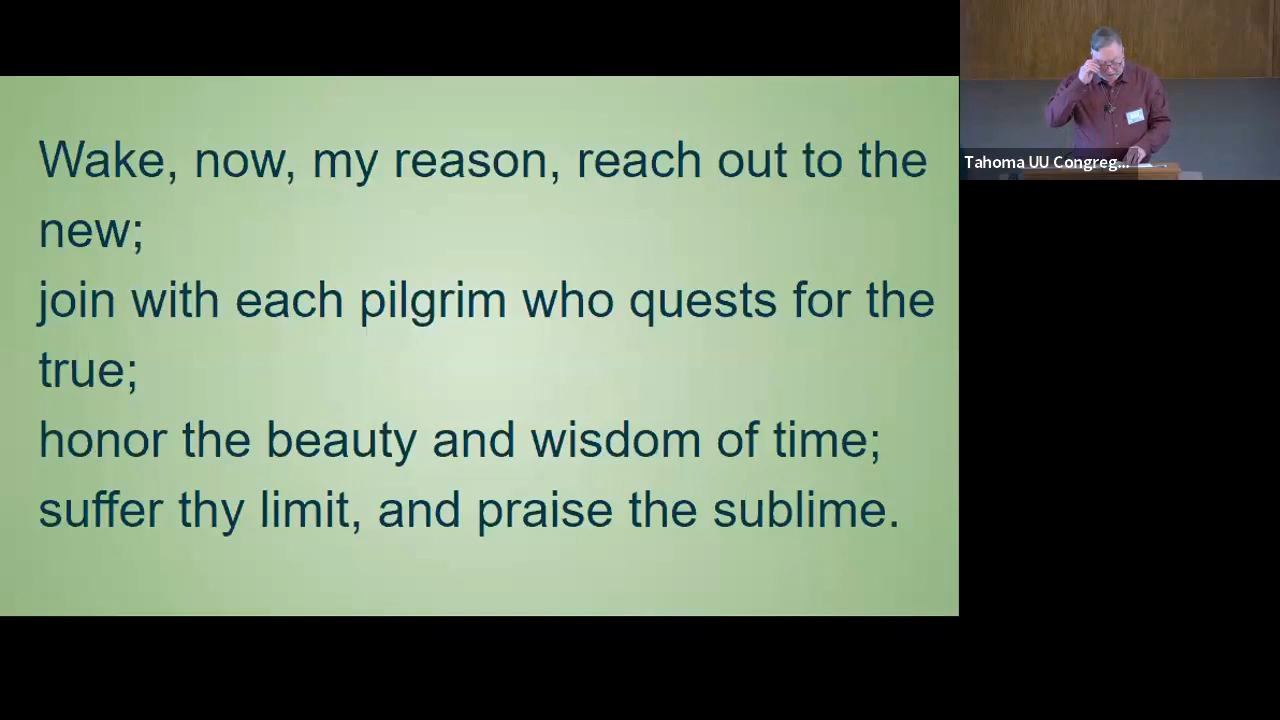 Wake, now, my reason, reach out to the
new;
join with each pilgrim who quests for the
true;
honor the beauty and wisdom of time;
suffer thy limit, and praise the sublime.
Tahoma UU Congreg...